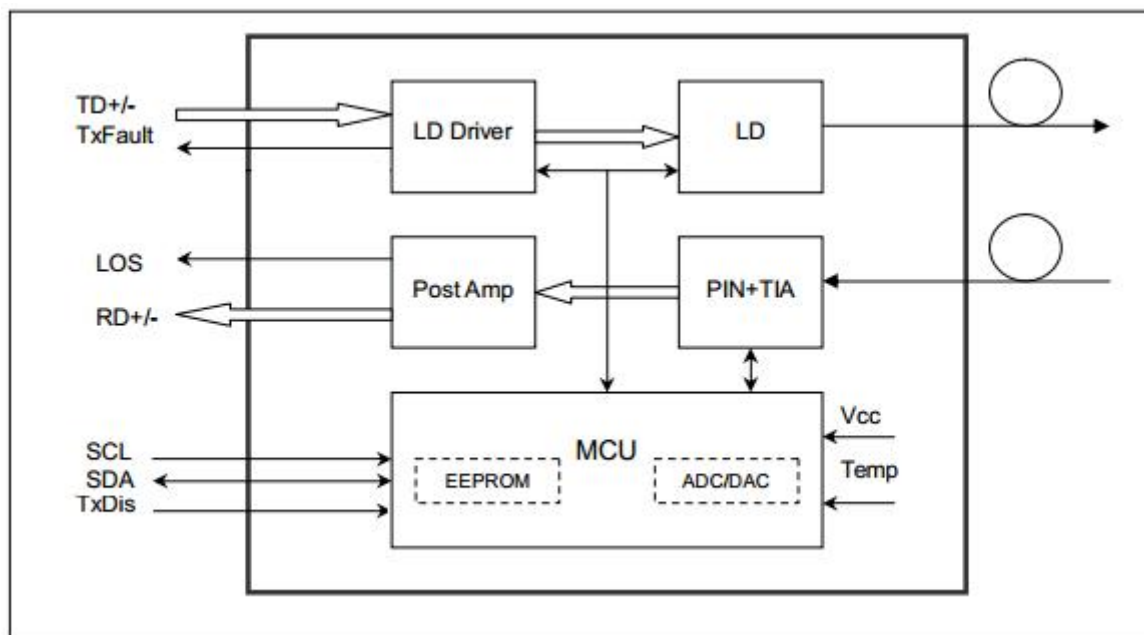 TD+/-
TxFault
LD Driver
LD
LOS
RD+/-
Post Amp
PIN+TIA
SCL
SDA
TxDis
MCU
EEPROM
ADC/DAC
Vcc
Temp